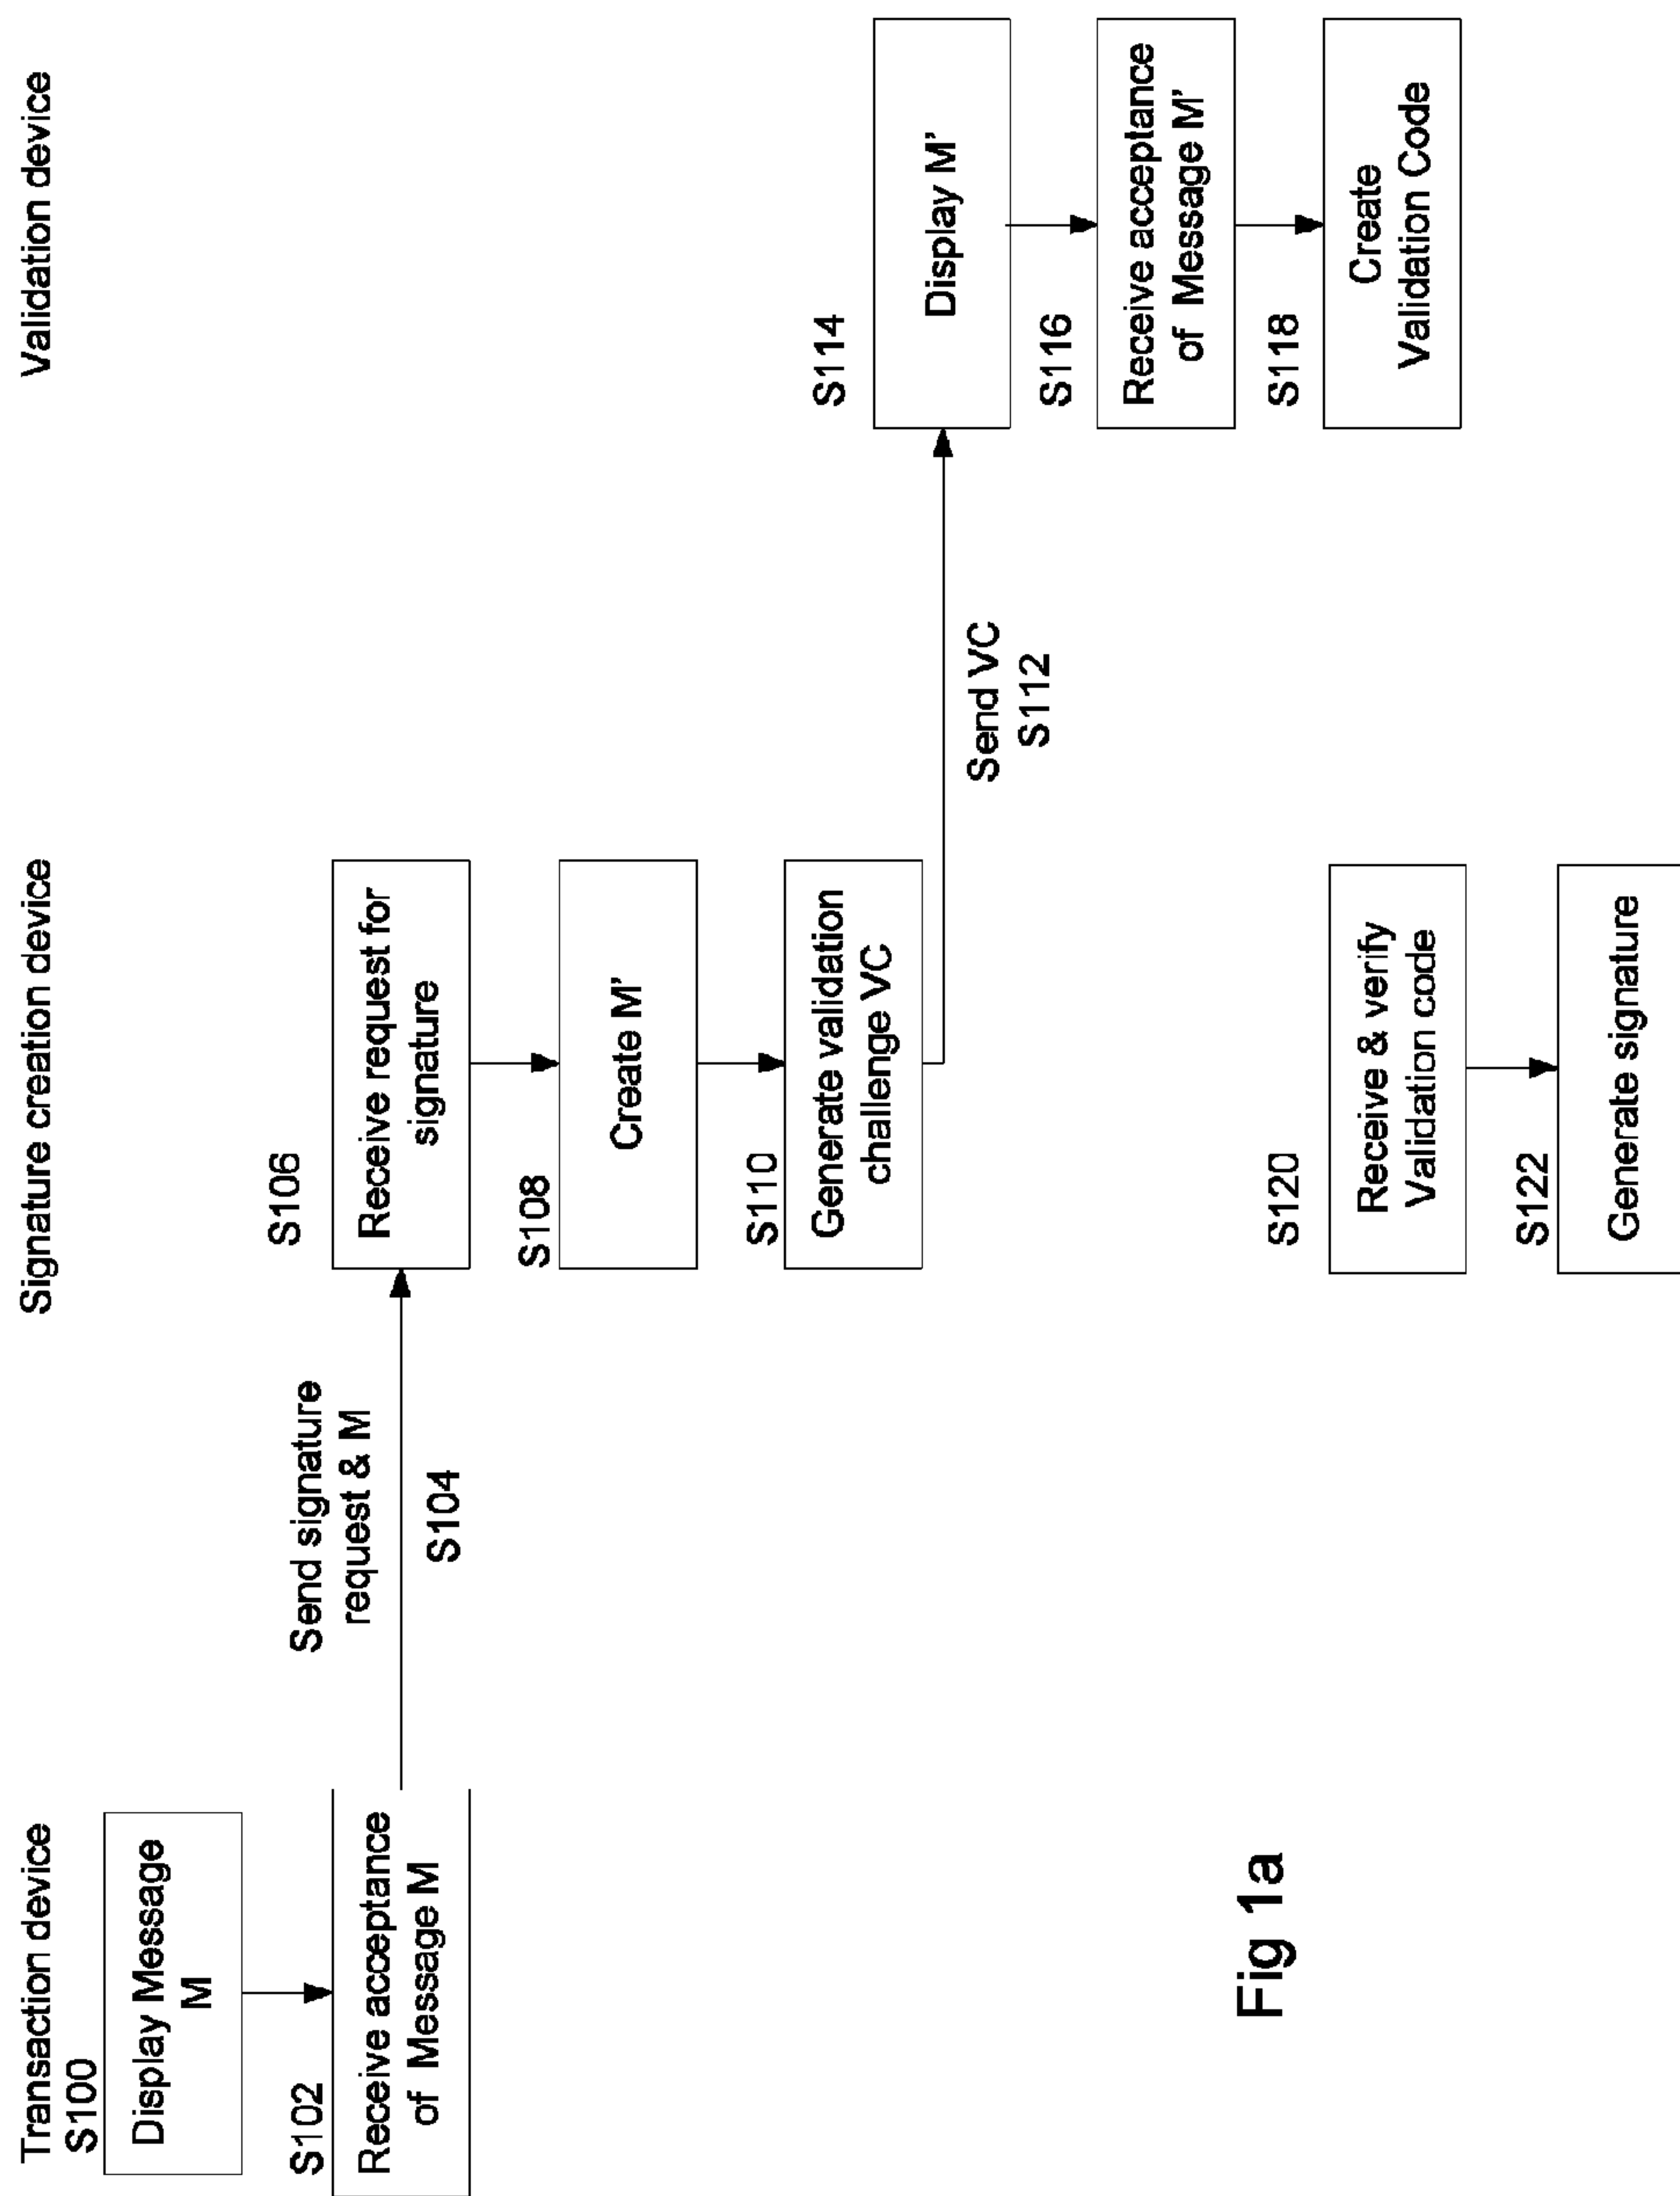 Transaction device
Signature creation device
Validation device
S100
Display Message
M
S102
Receive acceptance
of Message M
Send signature
request & M
S104
S106
Receive request for
signature
S108
Create M'
S110
Generate validation
challenge VC
Send VC
S112
S114
Display M'
S116
Receive acceptance
of Message M'
S118
Create
Validation Code
S120
Receive & verify
Validation code
S122
Generate signature
Fig 1a